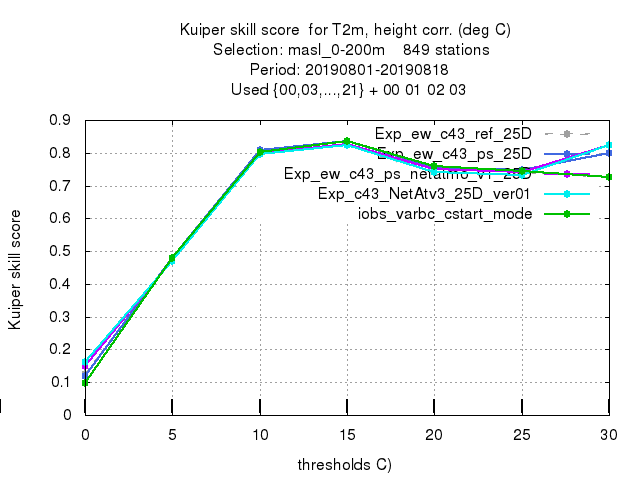 Kuiper skill score for T2m, height corr. (deg C)
Selection: masl_0-200m 849 stations
Period: 20190801-20190818
Used {00,03,...,21} + 00 01 02 03
Kuiper skill score
0.9
0.8
0.7
0.6
0.5
0.4
0.3
0.2
0.1
0
Exp_ew_c43_ref_25D
Exp_ew_c43_ps_25D
Exp_c43_NetAtv3_25D_ver01
iobs_varbc_cstart_mode
0 5 10 15 20 25 30
thresholds C)